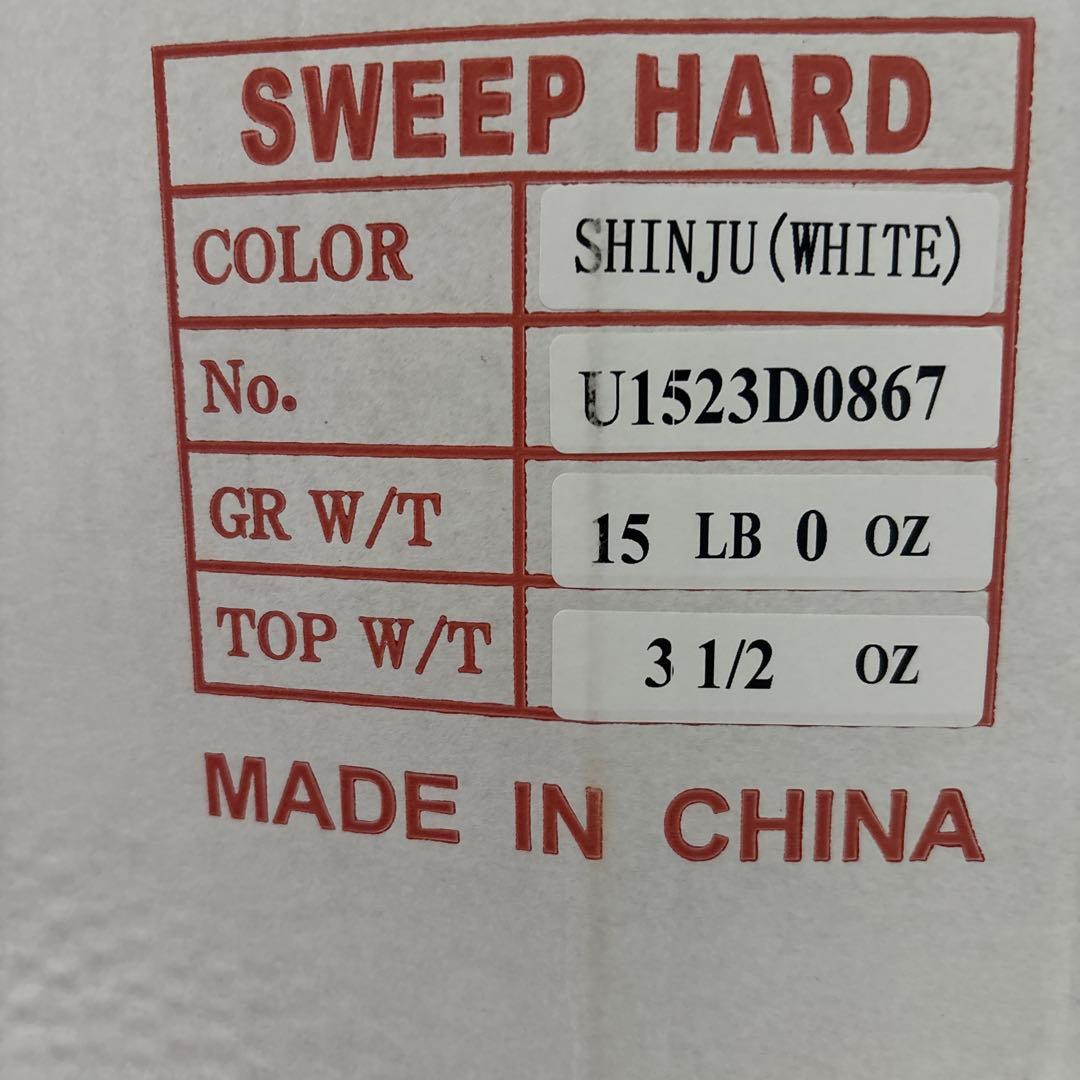 SWEEP HARD
COLOR SHINJU(WHITE)
No. U1523D0867
GR W/T 15 LB 0 OZ
TOP W/T 3 1/2 OZ
MADE IN CHINA